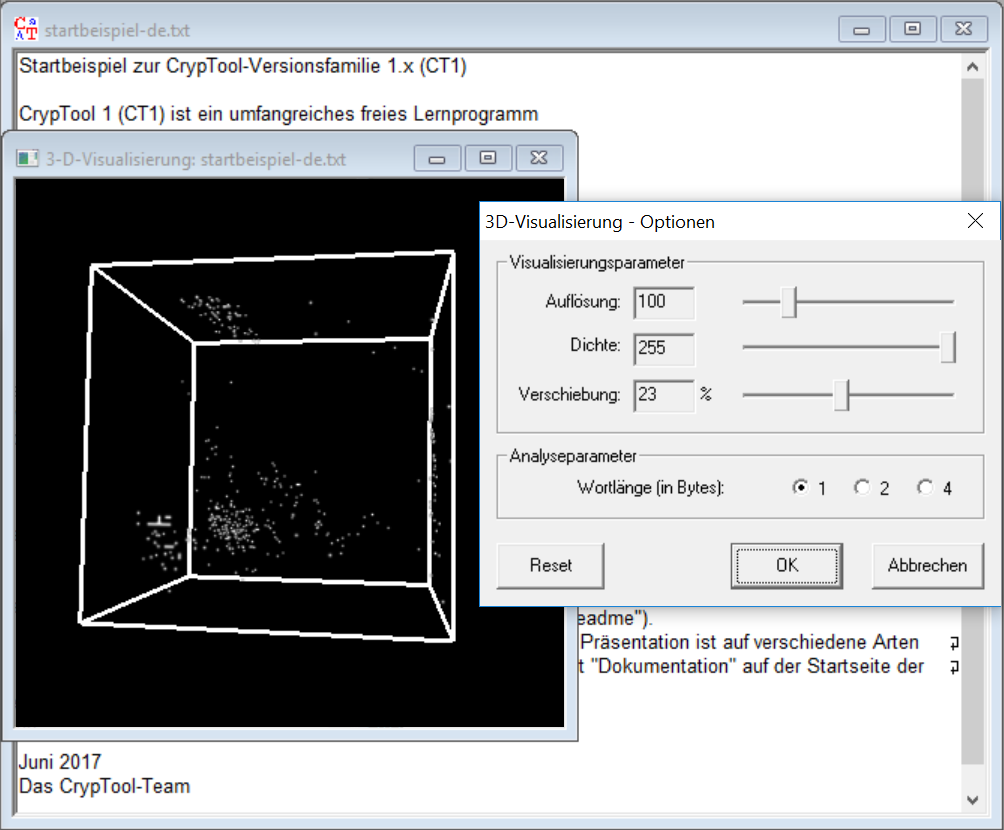 startbeispiel-de.txt
Startbeispiel zur CrypTool-Versionsfamilie 1.x (CT1)
CrypTool 1 (CT1) ist ein umfangreiches freies Lernprogramm
3-D-Visualisierung: startbeispiel-de.txt
3D-Visualisierung - Optionen
Visualisierungsparameter
Auflösung: 100
Dichte: 255
Verschiebung: 23 %
Analyseparameter
Wortlänge (in Bytes): 1 2 4
Reset OK Abbrechen
eadme").
Präsentation ist auf verschiedene Arten
t "Dokumentation" auf der Startseite der
Juni 2017
Das CrypTool-Team